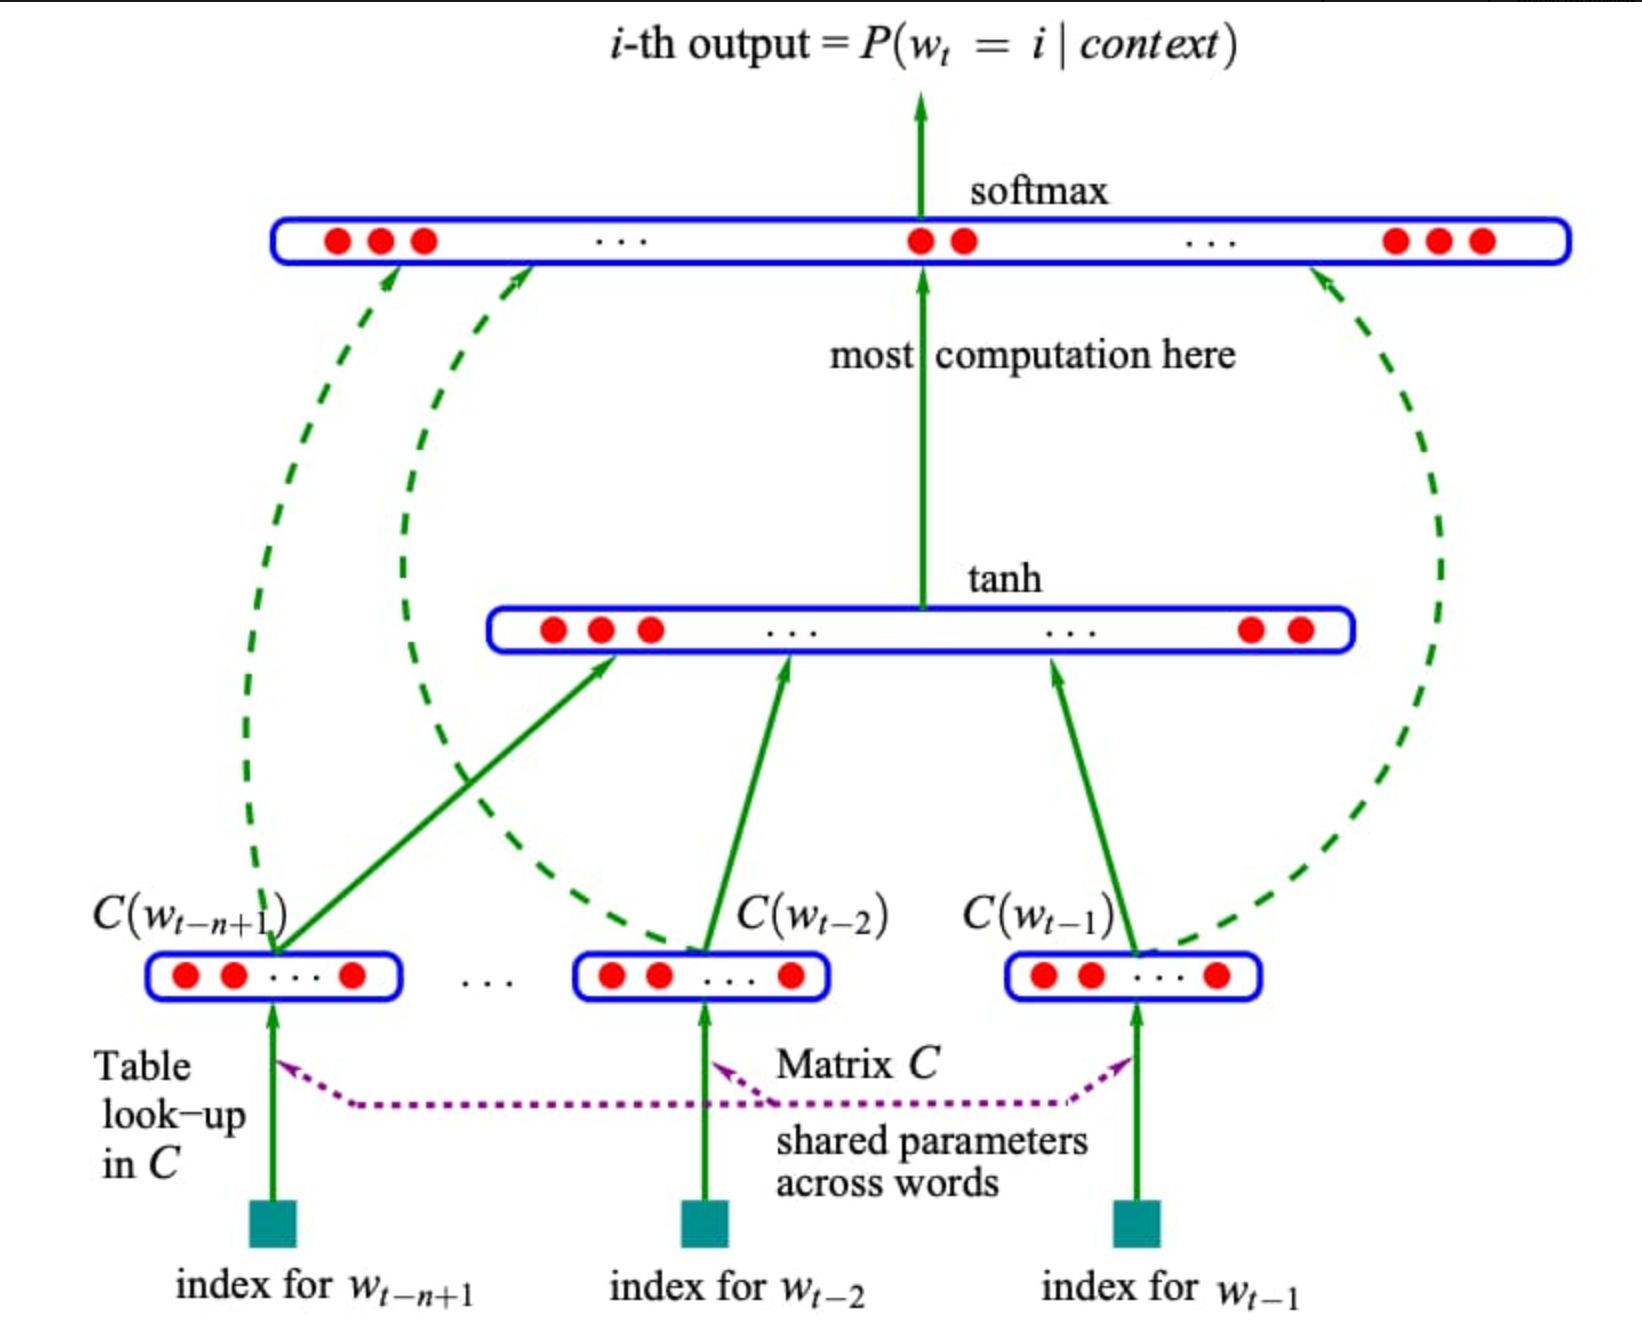 i-th output = P(w_t = i | context)
softmax
...
...
most computation here
tanh
...
...
C(w_{t−n+1})
C(w_{t−2})
C(w_{t−1})
...
...
...
...
Table
look−up
in C
Matrix C
shared parameters
across words
index for w_{t−n+1}
index for w_{t−2}
index for w_{t−1}